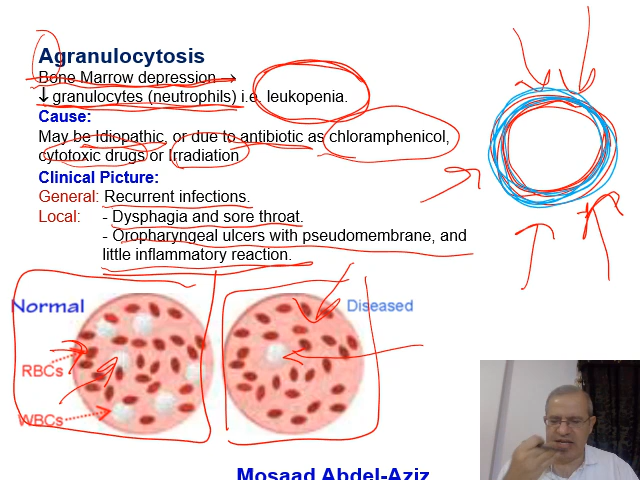 Agranulocytosis
Bone Marrow depression →
↓ granulocytes (neutrophils) i.e. leukopenia.
Cause:
May be Idiopathic, or due to antibiotic as chloramphenicol,
cytotoxic drugs or Irradiation
Clinical Picture:
General: Recurrent infections.
Local: - Dysphagia and sore throat.
- Oropharyngeal ulcers with pseudomembrane, and
little inflammatory reaction.
Normal
Diseased
RBCs
WBCs
Mosaad Abdel-Aziz